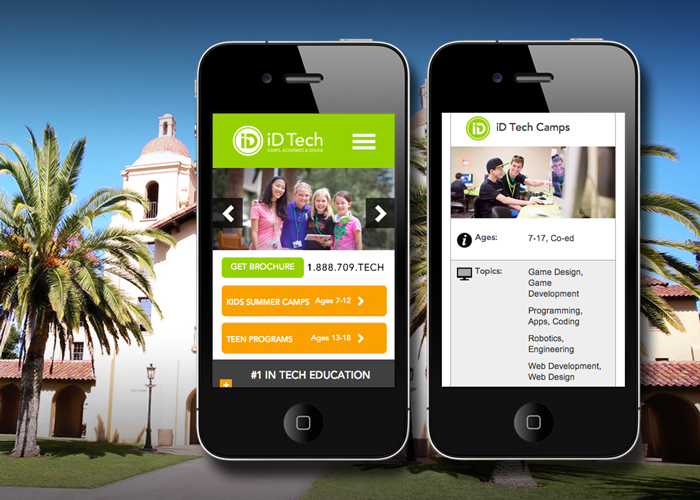 iD iD Tech
CAMPS, ACADEMIES & ONLINE
GET BROCHURE 1.888.709.TECH
KIDS SUMMER CAMPS Ages 7-12
TEEN PROGRAMS Ages 13-18
#1 IN TECH EDUCATION
iD iD Tech Camps
i Ages: 7-17, Co-ed
Topics: Game Design,
Game
Development
Programming,
Apps, Coding
Robotics,
Engineering
Web Development,
Web Design